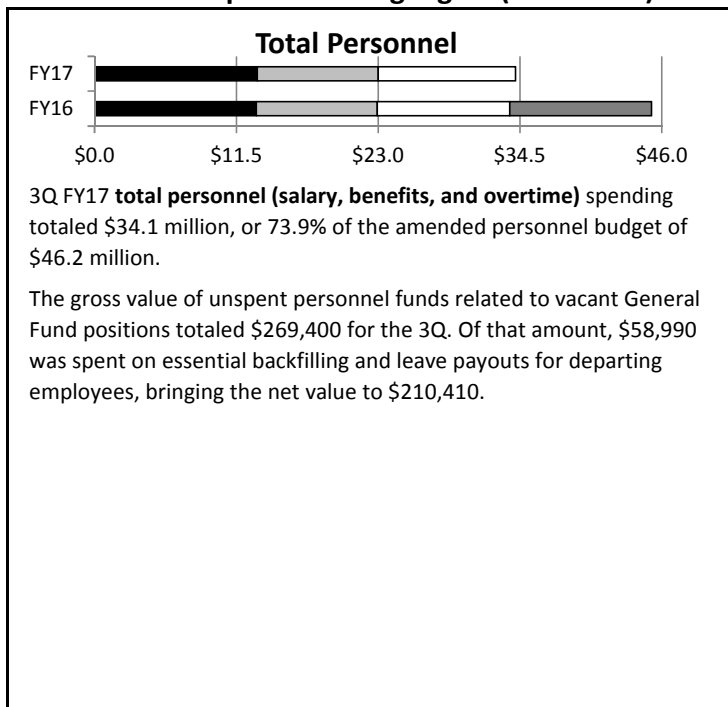 Total Personnel
FY17
FY16
$0.0 $11.5 $23.0 $34.5 $46.0
3Q FY17 total personnel (salary, benefits, and overtime) spending
totaled $34.1 million, or 73.9% of the amended personnel budget of
$46.2 million.
The gross value of unspent personnel funds related to vacant General
Fund positions totaled $269,400 for the 3Q. Of that amount, $58,990
was spent on essential backfilling and leave payouts for departing
employees, bringing the net value to $210,410.